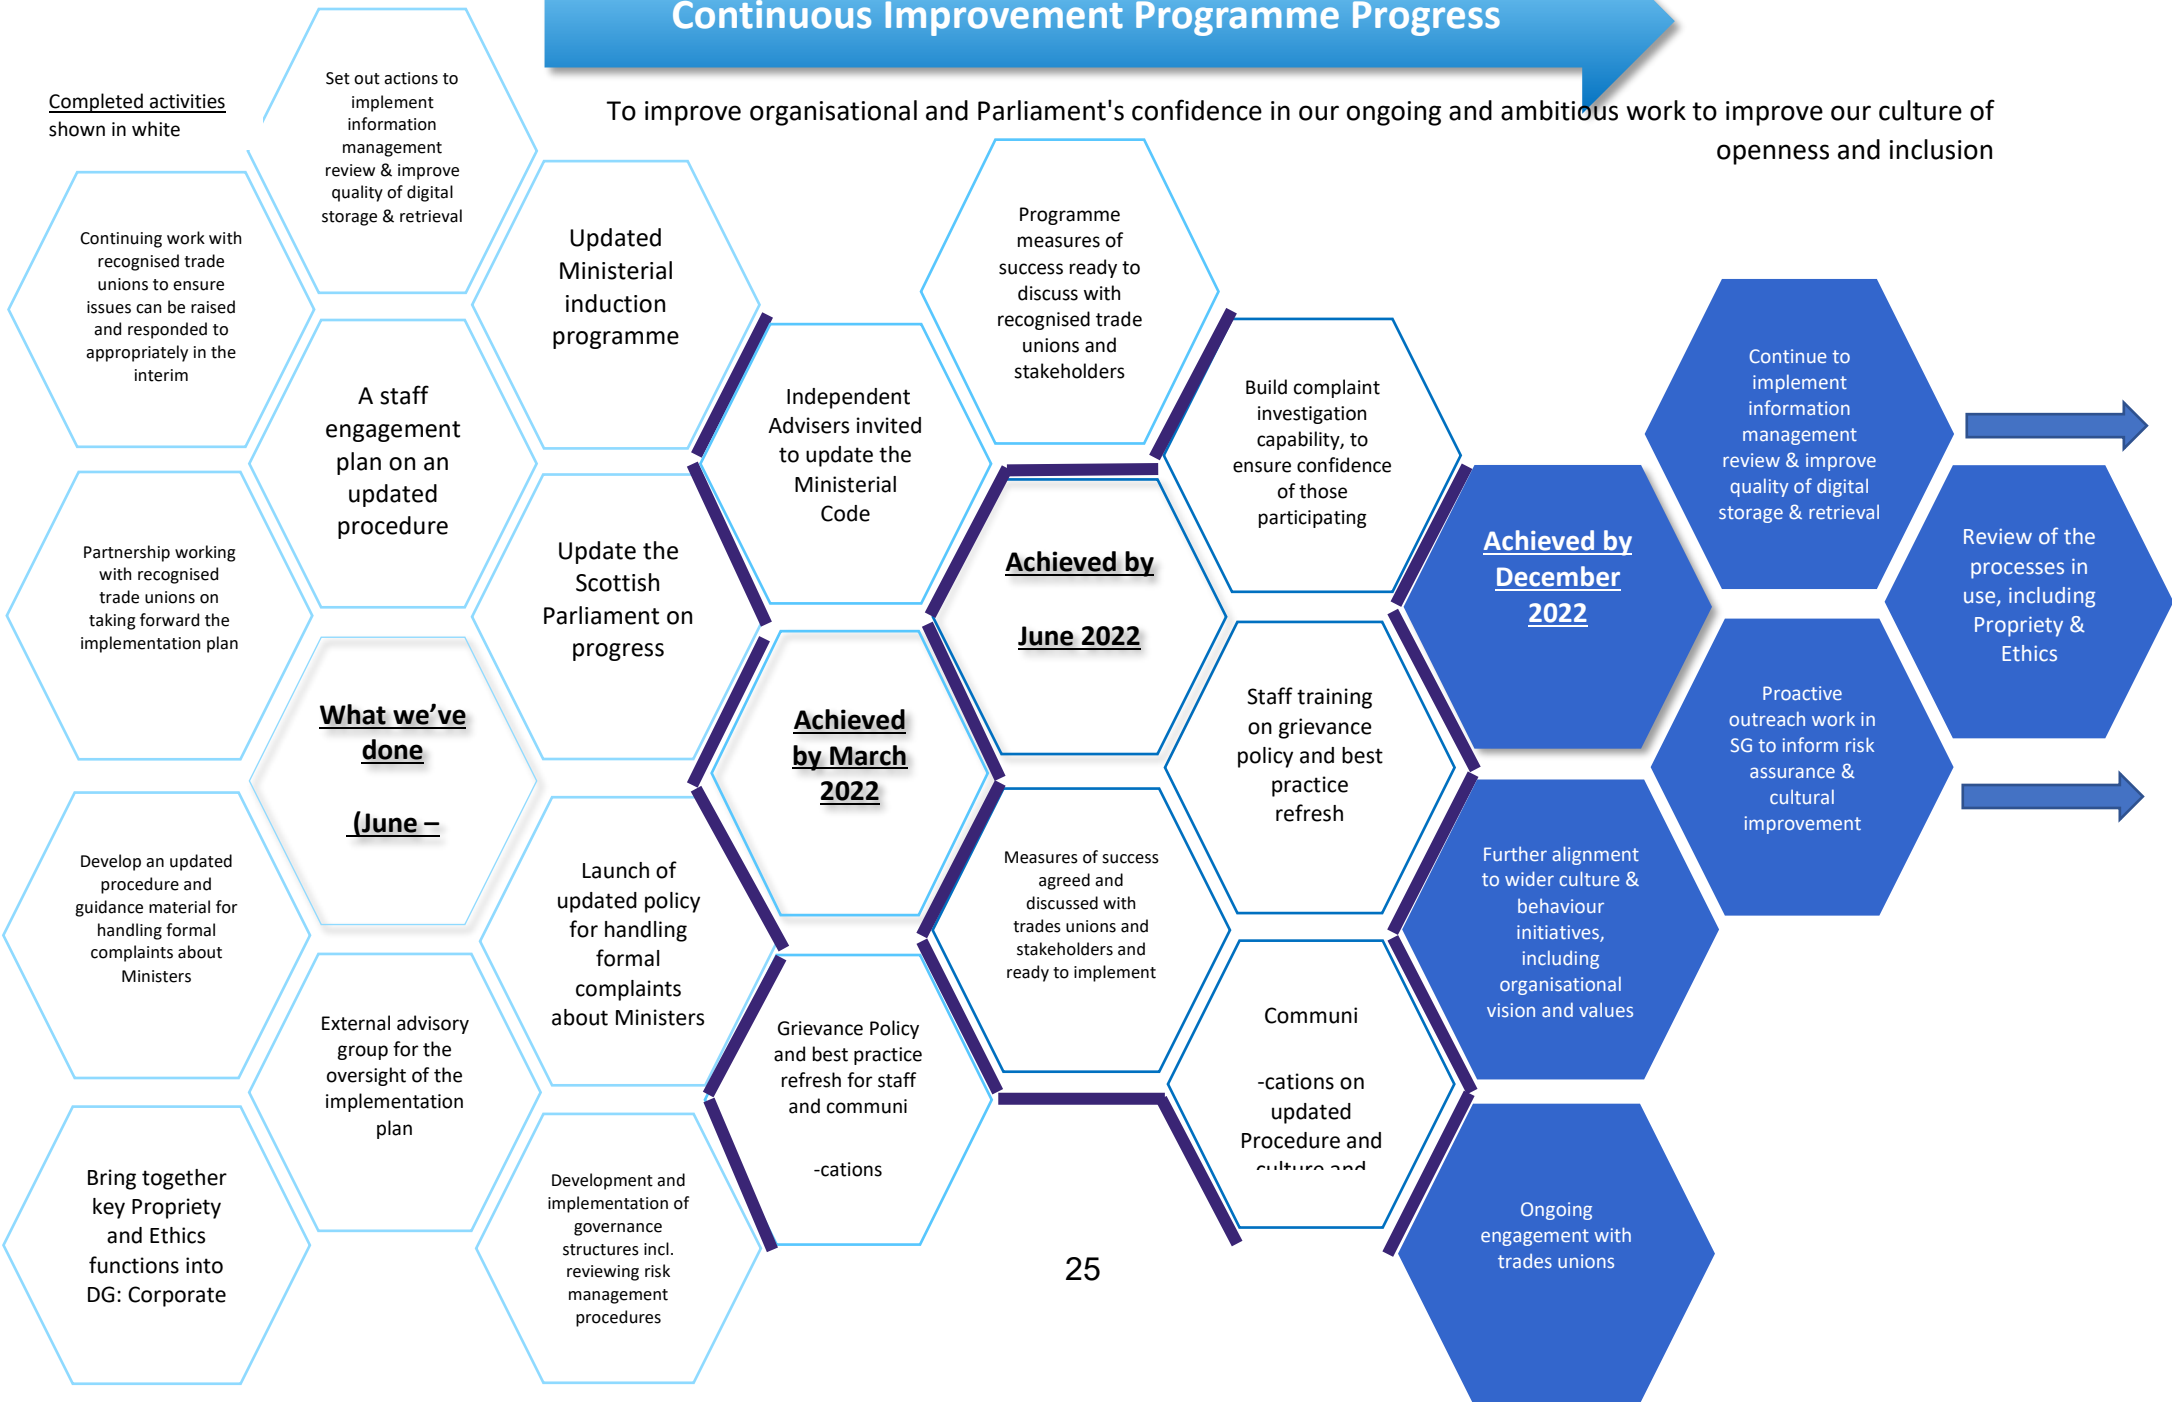 Continuous Improvement Programme Progress
To improve organisational and Parliament's confidence in our ongoing and ambitious work to improve our culture of
openness and inclusion
Completed activities
shown in white
Continuing work with
recognised trade
unions to ensure
issues can be raised
and responded to
appropriately in the
interim
Partnership working
with recognised
trade unions on
taking forward the
implementation plan
Develop an updated
procedure and
guidance material for
handling formal
complaints about
Ministers
Bring together
key Propriety
and Ethics
functions into
DG: Corporate
Set out actions to
implement
information
management
review & improve
quality of digital
storage & retrieval
A staff
engagement
plan on an
updated
procedure
What we've
done
(June –
External advisory
group for the
oversight of the
implementation
plan
Updated
Ministerial
induction
programme
Update the
Scottish
Parliament on
progress
Launch of
updated policy
for handling
formal
complaints
about Ministers
Development and
implementation of
governance
structures incl.
reviewing risk
management
procedures
Independent
Advisers invited
to update the
Ministerial
Code
Achieved
by March
2022
Grievance Policy
and best practice
refresh for staff
and communi
-cations
Programme
measures of
success ready to
discuss with
recognised trade
unions and
stakeholders
Achieved by
June 2022
Measures of success
agreed and
discussed with
trades unions and
stakeholders and
ready to implement
Build complaint
investigation
capability, to
ensure confidence
of those
participating
Staff training
on grievance
policy and best
practice
refresh
Communi
-cations on
updated
Procedure and
culture and
Achieved by
December
2022
Further alignment
to wider culture &
behaviour
initiatives,
including
organisational
vision and values
Ongoing
engagement with
trades unions
Continue to
implement
information
management
review & improve
quality of digital
storage & retrieval
Proactive
outreach work in
SG to inform risk
assurance &
cultural
improvement
Review of the
processes in
use, including
Propriety &
Ethics
25